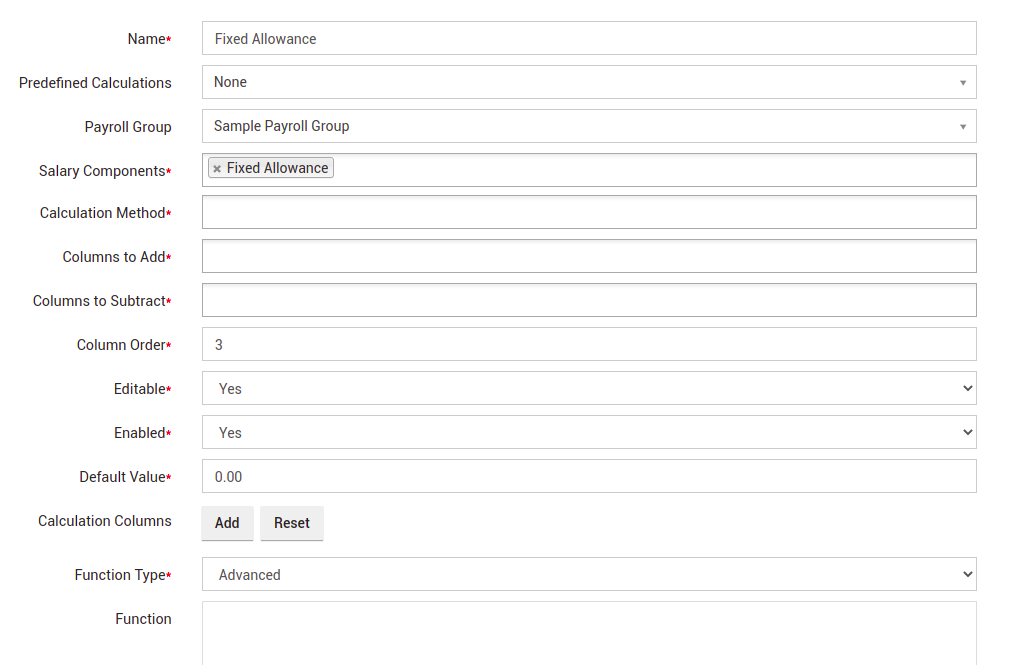 Name* Fixed Allowance
Predefined Calculations None
Payroll Group Sample Payroll Group
Salary Components* × Fixed Allowance
Calculation Method*
Columns to Add*
Columns to Subtract*
Column Order* 3
Editable* Yes
Enabled* Yes
Default Value* 0.00
Calculation Columns Add Reset
Function Type* Advanced
Function